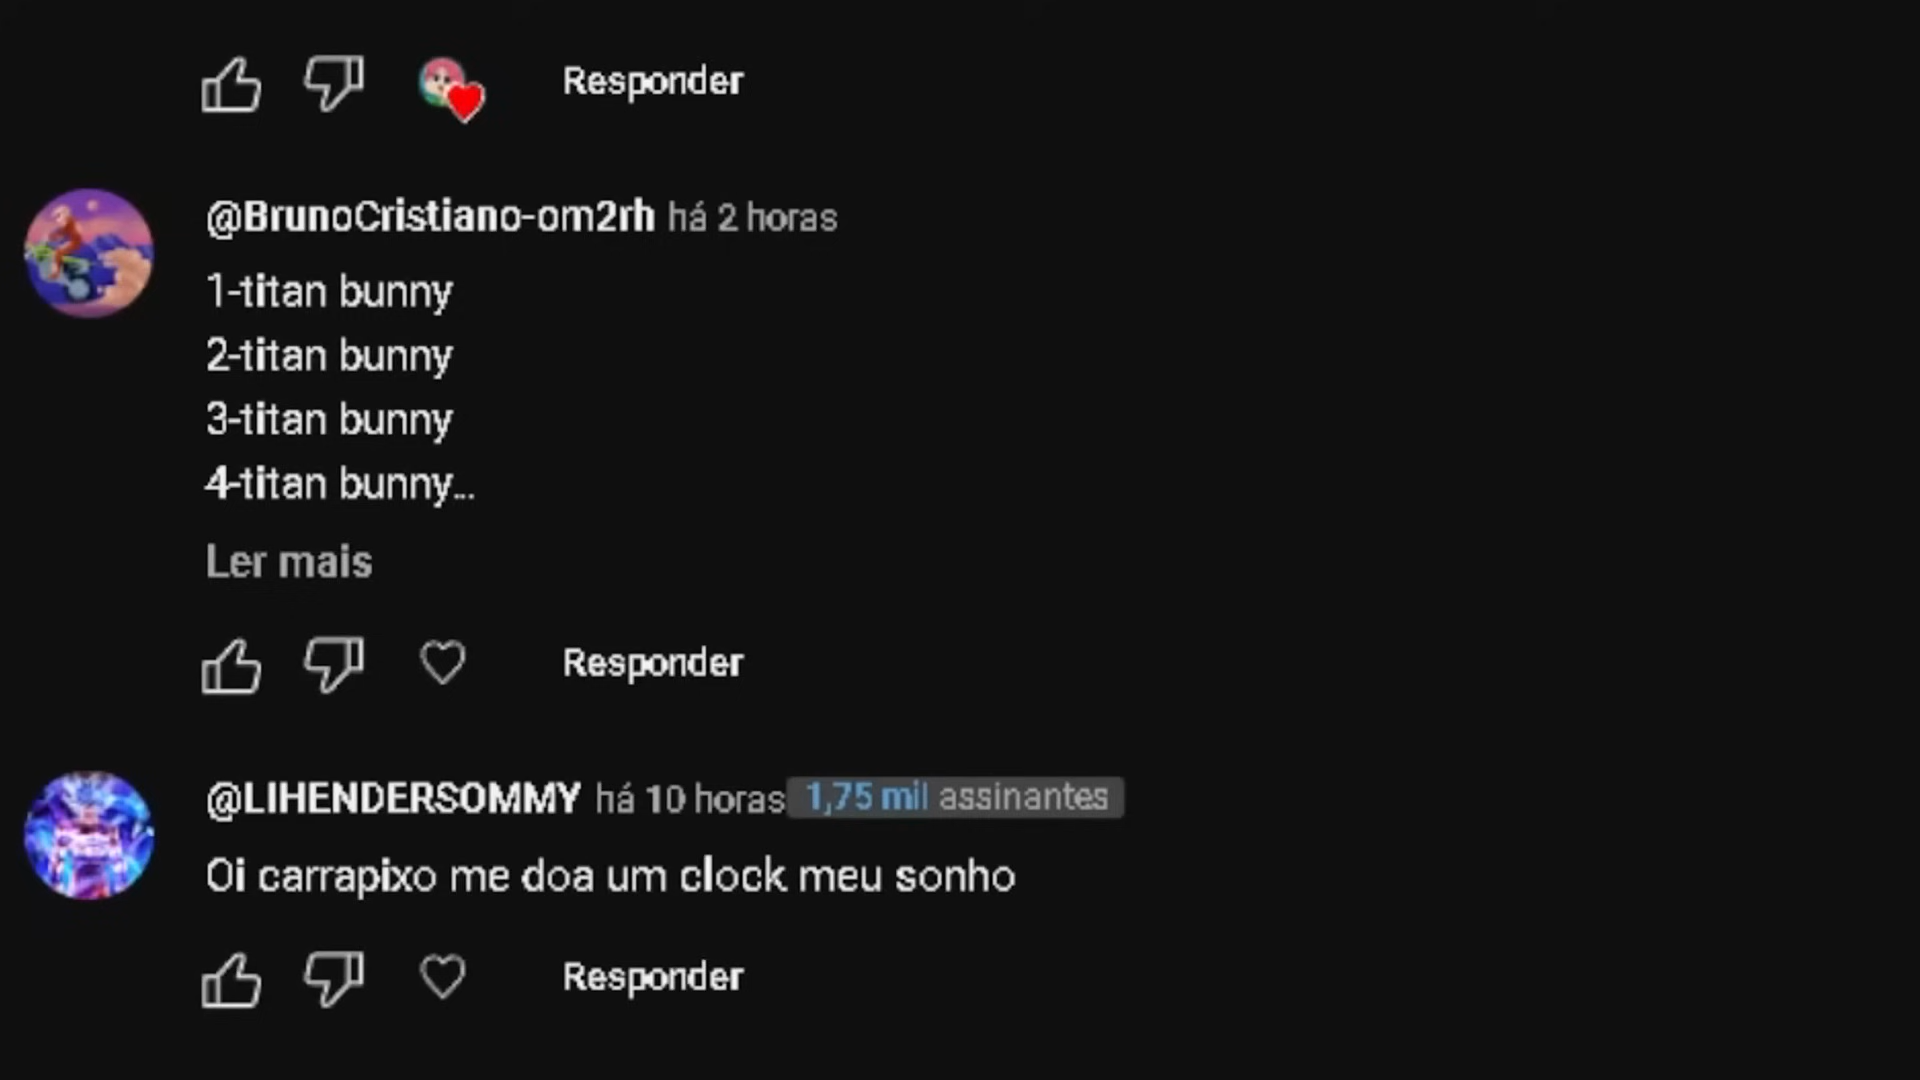 Responder
@BrunoCristiano-om2rh há 2 horas
1-titan bunny
2-titan bunny
3-titan bunny
4-titan bunny...
Ler mais
Responder
@LIHENDERSOMMY há 10 horas 1,75 mil assinantes
Oi carrapixo me doa um clock meu sonho
Responder